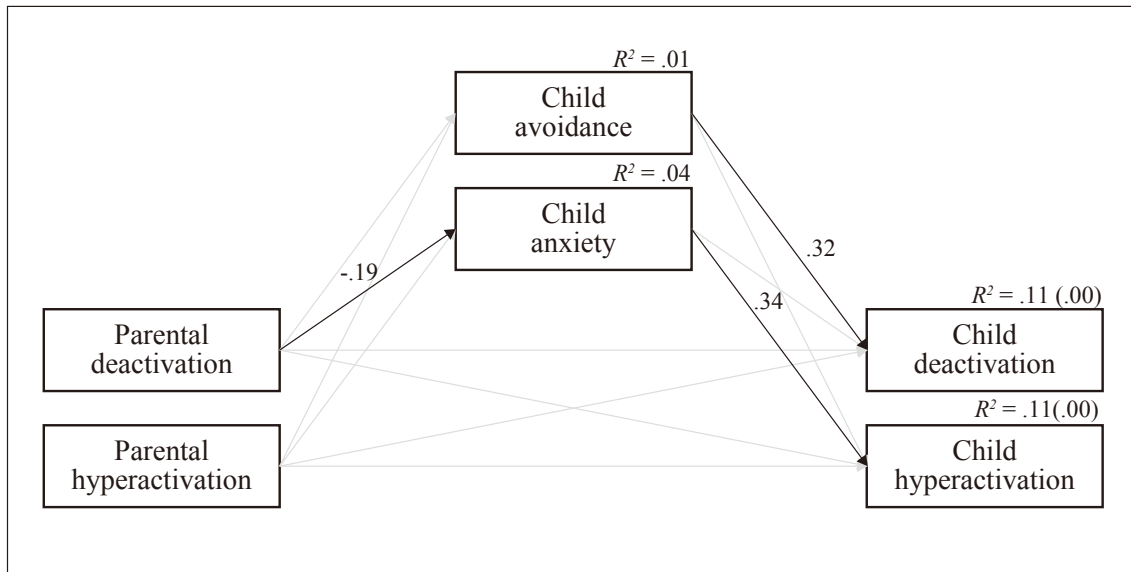 R² = .01
Child
avoidance
R² = .04
Child
anxiety
-.19
.32
.34
R² = .11 (.00)
Parental
deactivation
Child
deactivation
R² = .11(.00)
Parental
hyperactivation
Child
hyperactivation